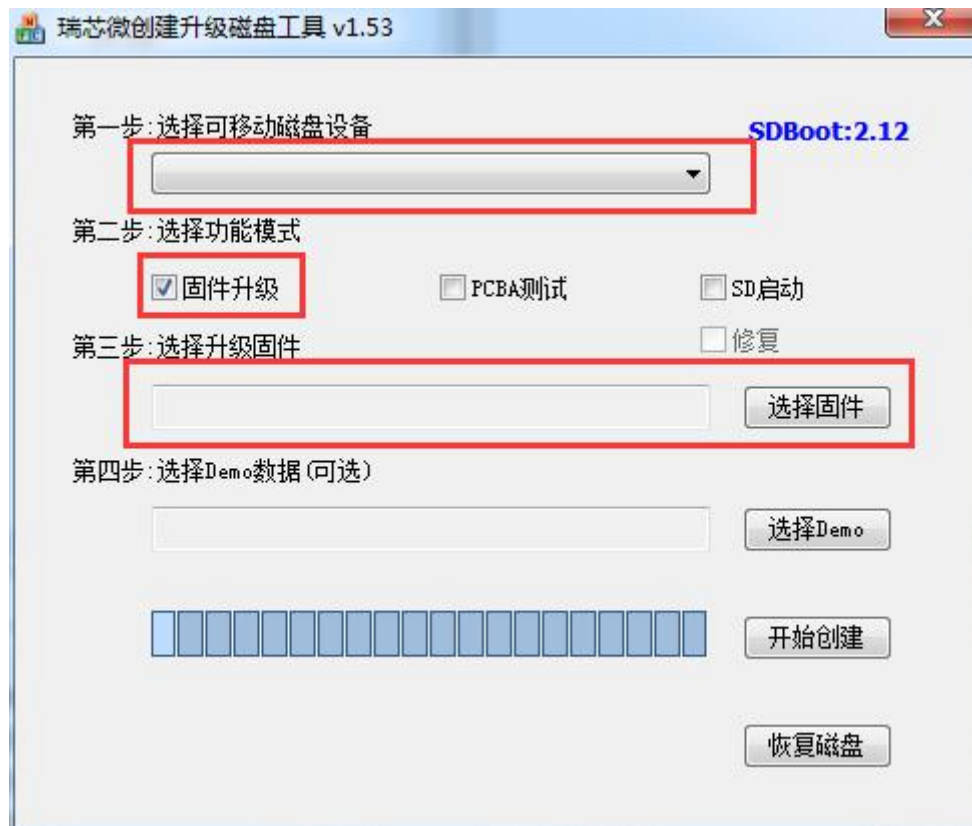 瑞芯微创建升级磁盘工具 v1.53
第一步:选择可移动磁盘设备
SDBoot:2.12
第二步:选择功能模式
固件升级 PCBA测试 SD启动
修复
第三步:选择升级固件
选择固件
第四步:选择Demo数据(可选)
选择Demo
开始创建
恢复磁盘